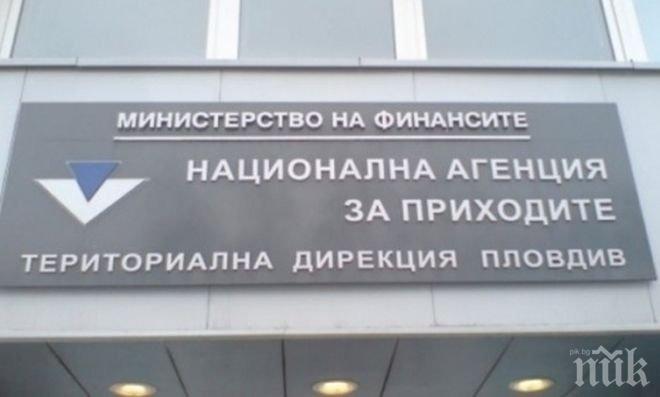 МИНИСТЕРСТВО НА ФИНАНСИТЕ
НАЦИОНАЛНА АГЕНЦИЯ
ЗА ПРИХОДИТЕ
ТЕРИТОРИАЛНА ДИРЕКЦИЯ ПЛОВДИВ
pik.bg
пик